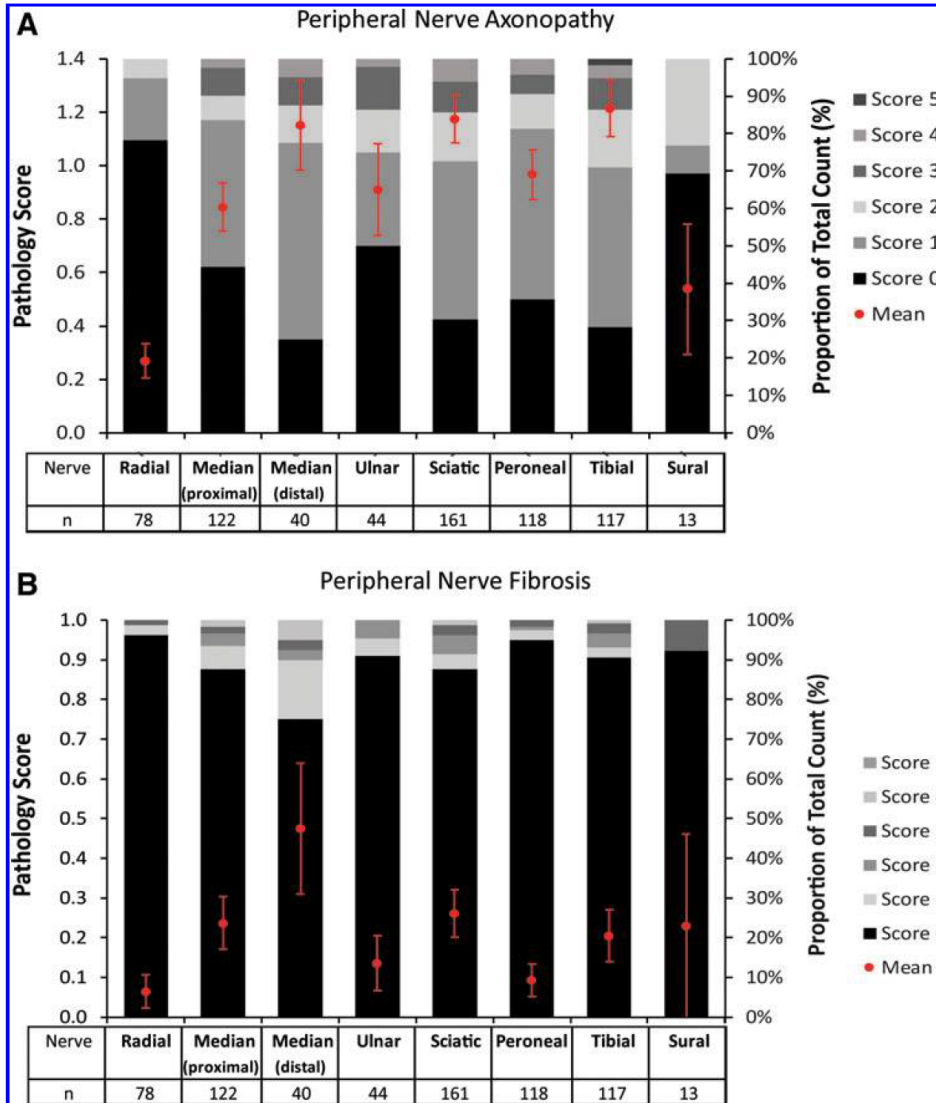 A
Peripheral Nerve Axonopathy
1.4
1.2
1.0
0.8
0.6
0.4
0.2
0.0
Pathology Score
100%
90%
80%
70%
60%
50%
40%
30%
20%
10%
0%
Proportion of Total Count (%)
Score 5
Score 4
Score 3
Score 2
Score 1
Score 0
Mean
Nerve Radial Median (proximal) Median (distal) Ulnar Sciatic Peroneal Tibial Sural
n 78 122 40 44 161 118 117 13
B
Peripheral Nerve Fibrosis
1.0
0.9
0.8
0.7
0.6
0.5
0.4
0.3
0.2
0.1
0.0
Pathology Score
100%
90%
80%
70%
60%
50%
40%
30%
20%
10%
0%
Proportion of Total Count (%)
Score
Score
Score
Score
Score
Score
Mean
Nerve Radial Median (proximal) Median (distal) Ulnar Sciatic Peroneal Tibial Sural
n 78 122 40 44 161 118 117 13